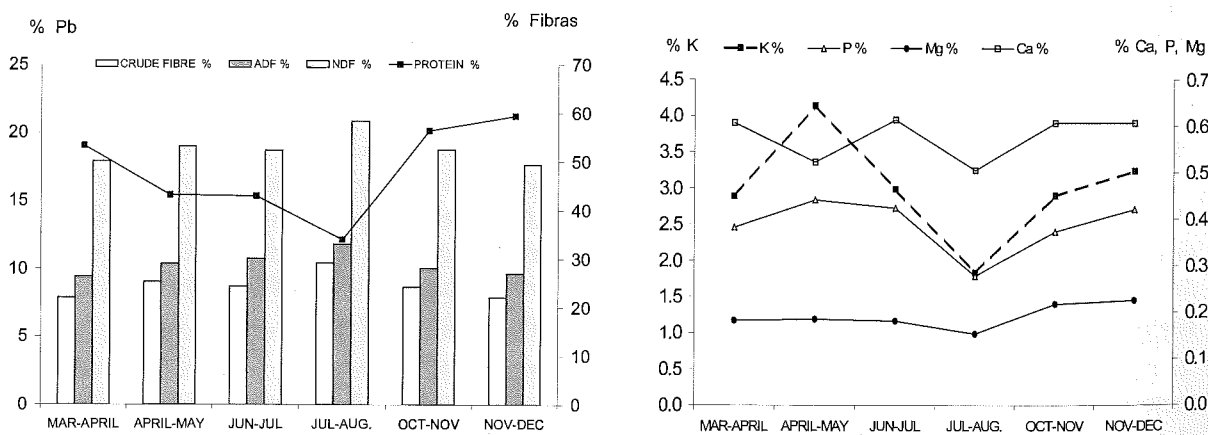 % Pb
% Fibras
CRUDE FIBRE %
ADF %
NDF %
PROTEIN %
25
20
15
10
5
0
70
60
50
40
30
20
10
0
MAR-APRIL
APRIL-MAY
JUN-JUL
JUL-AUG.
OCT-NOV
NOV-DEC
% K
K %
P %
Mg %
Ca %
% Ca, P, Mg
4.5
4.0
3.5
3.0
2.5
2.0
1.5
1.0
0.5
0.0
0.7
0.6
0.5
0.4
0.3
0.2
0.1
0.0
MAR-APRIL
APRIL-MAY
JUN-JUL
JUL-AUG.
OCT-NOV
NOV-DEC